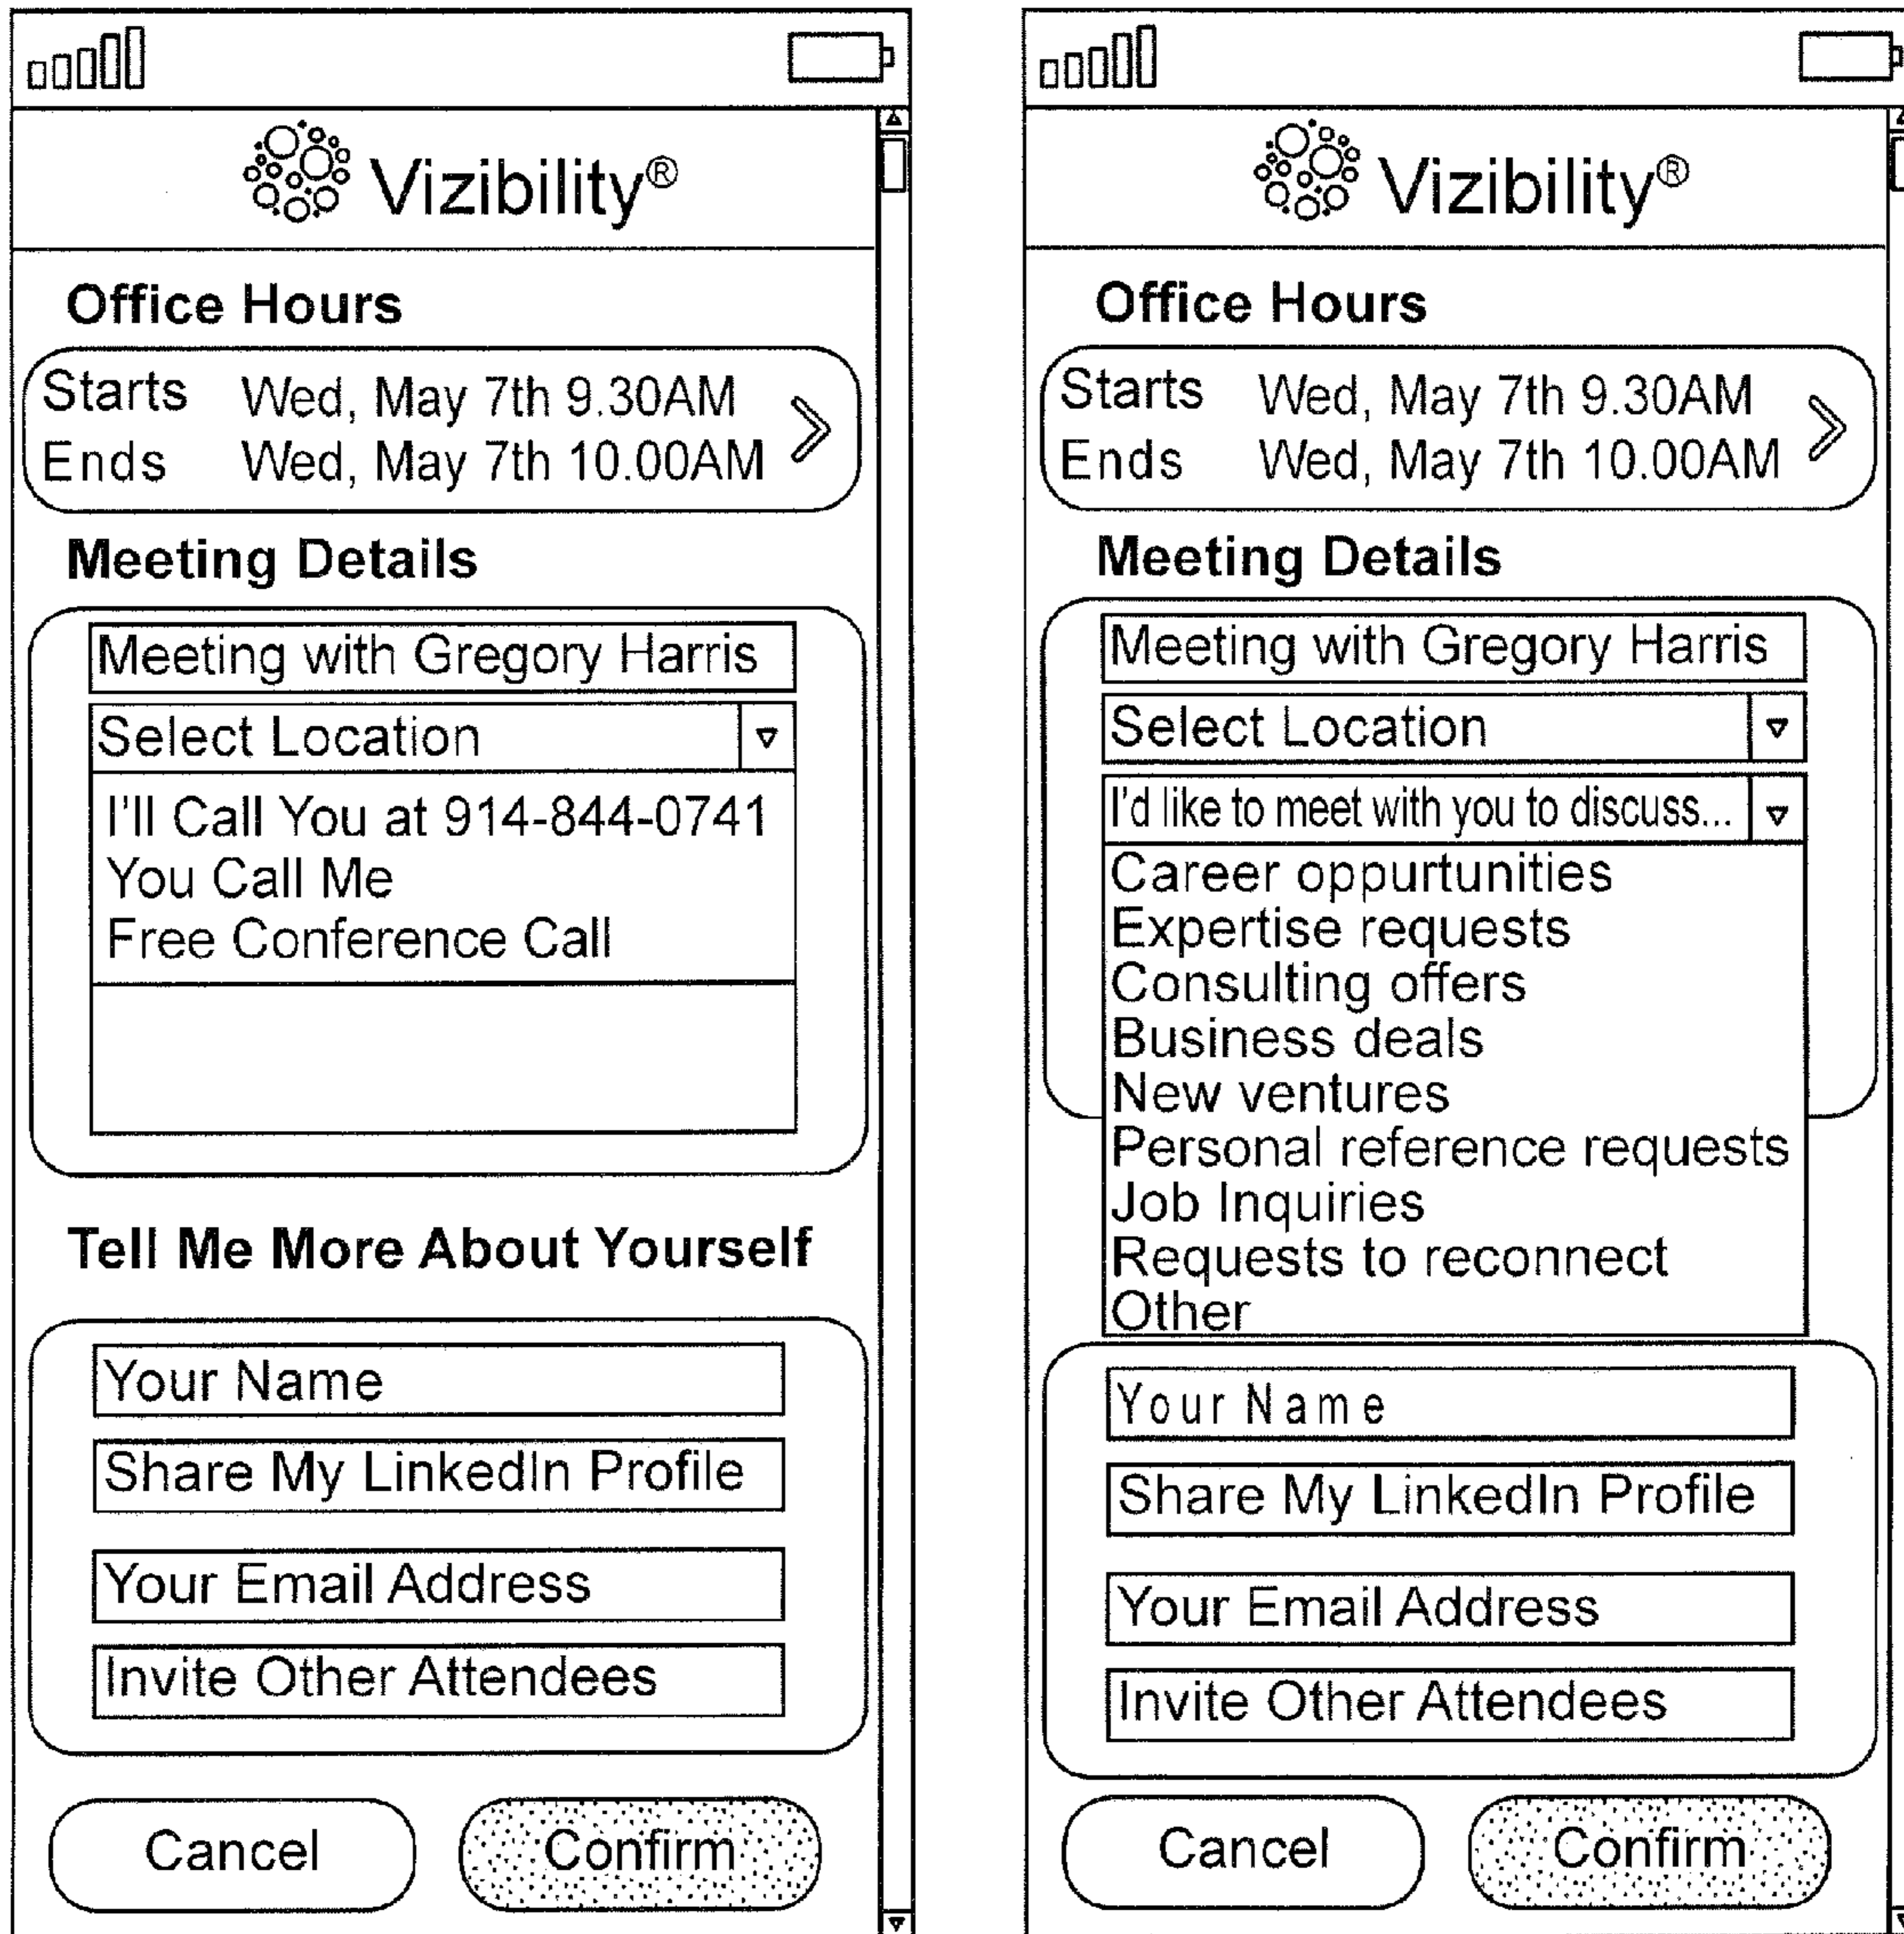 Vizibility®
Office Hours
Starts Wed, May 7th 9.30AM
Ends Wed, May 7th 10.00AM
Meeting Details
Meeting with Gregory Harris
Select Location
I'll Call You at 914-844-0741
You Call Me
Free Conference Call
Tell Me More About Yourself
Your Name
Share My LinkedIn Profile
Your Email Address
Invite Other Attendees
Cancel Confirm
Vizibility®
Office Hours
Starts Wed, May 7th 9.30AM
Ends Wed, May 7th 10.00AM
Meeting Details
Meeting with Gregory Harris
Select Location
I'd like to meet with you to discuss...
Career oppurtunities
Expertise requests
Consulting offers
Business deals
New ventures
Personal reference requests
Job Inquiries
Requests to reconnect
Other
Your Name
Share My LinkedIn Profile
Your Email Address
Invite Other Attendees
Cancel Confirm